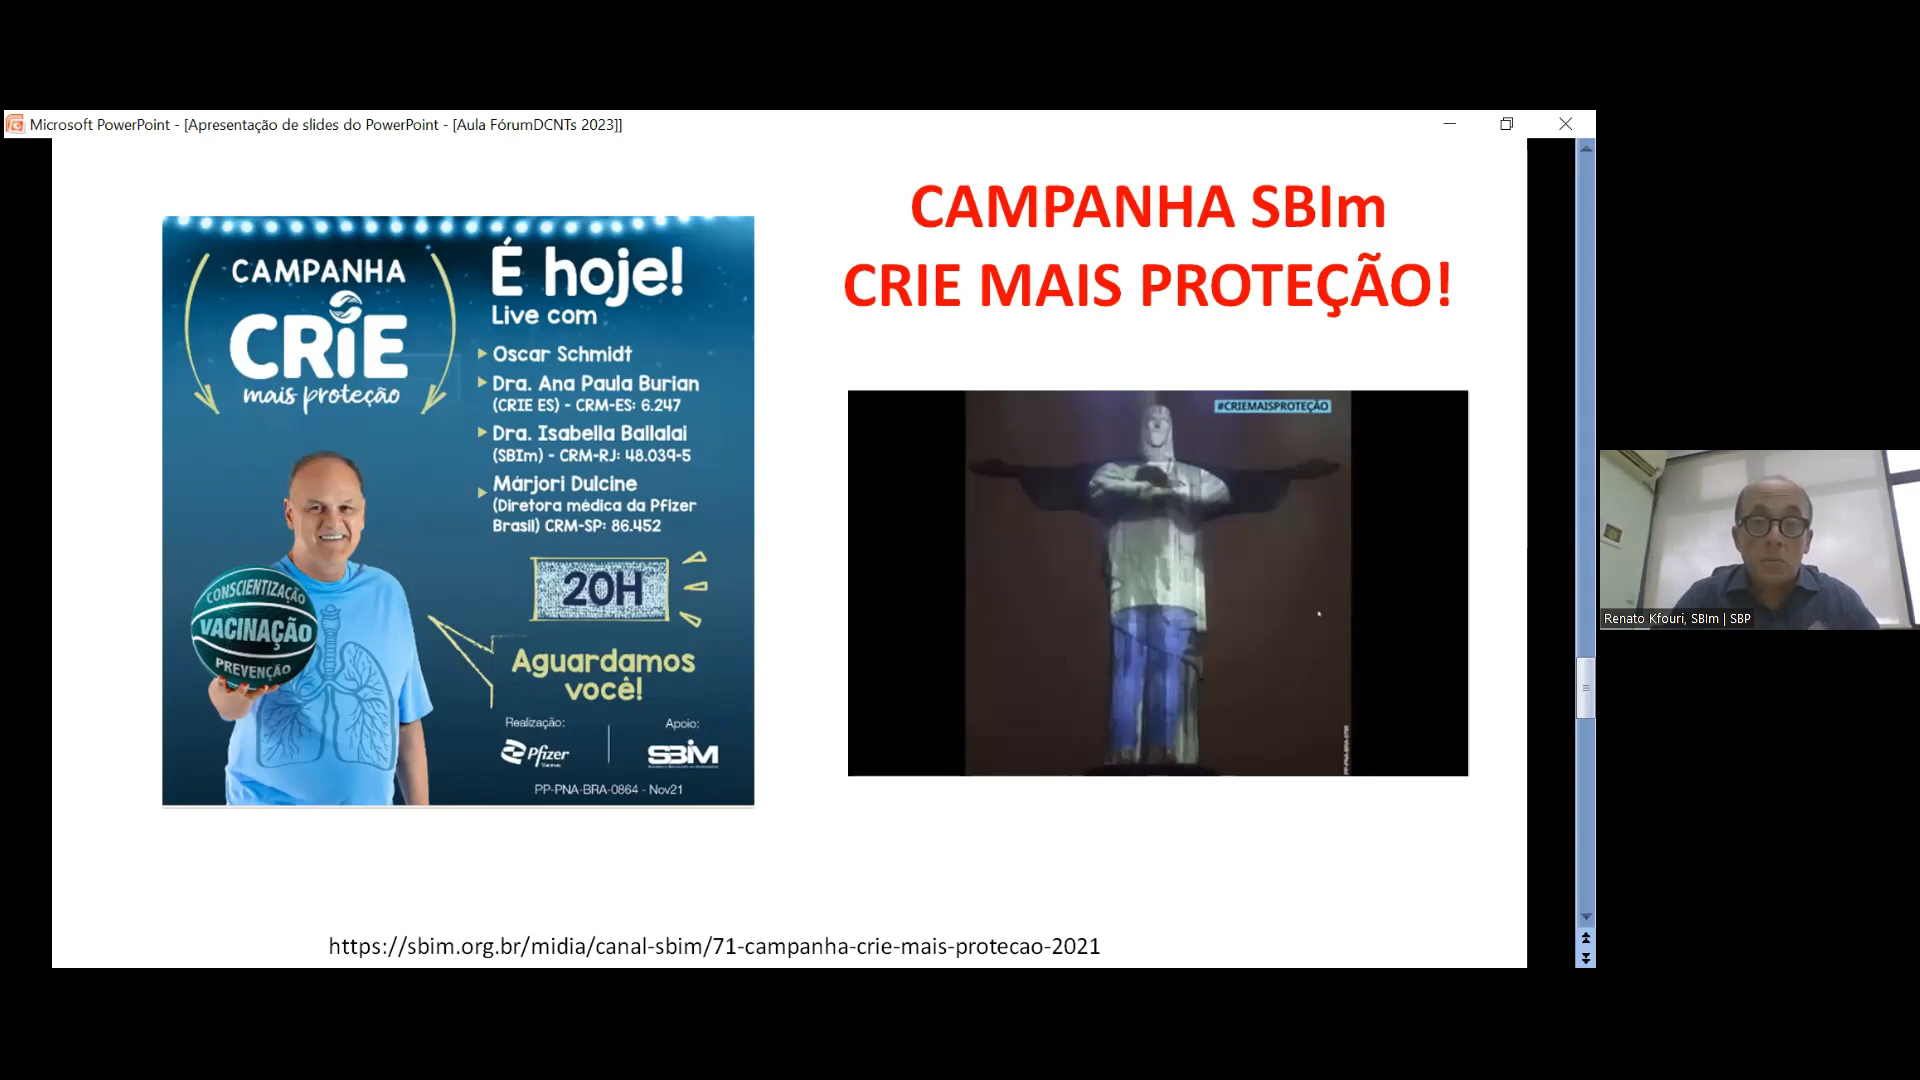 Microsoft PowerPoint - [Apresentação de slides do PowerPoint - [Aula FórumDCNTs 2023]]
CAMPANHA
CRiE
mais proteção
É hoje!
Live com
Oscar Schmidt
Dra. Ana Paula Burian
(CRIE ES) - CRM-ES: 6.247
Dra. Isabella Ballalai
(SBIm) - CRM-RJ: 48.039-5
Márjori Dulcine
(Diretora médica da Pfizer
Brasil) CRM-SP: 86.452
20H
Aguardamos
você!
CONSCIENTIZAÇÃO
VACINAÇÃO
PREVENÇÃO
Realização:
Pfizer
Apoio:
SBIM
PP-PNA-BRA-0864 - Nov21
CAMPANHA SBIm
CRIE MAIS PROTEÇÃO!
#CRIEMAISPROTEÇÃO
https://sbim.org.br/midia/canal-sbim/71-campanha-crie-mais-protecao-2021
Renato Kfouri, SBIm | SBP